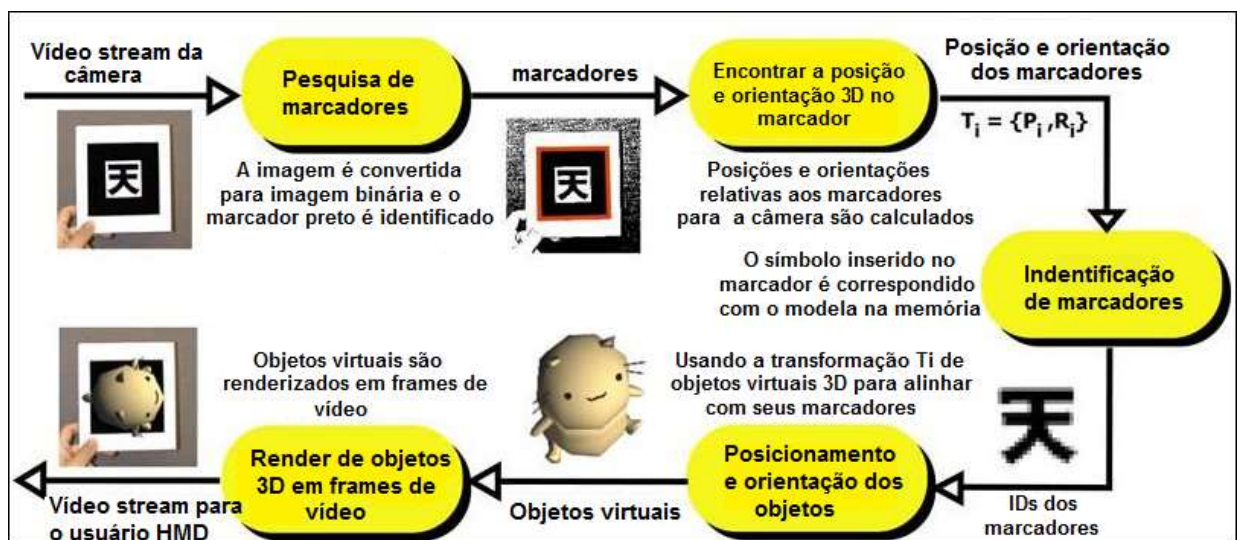 Vídeo stream da
câmera
Pesquisa de
marcadores
A imagem é convertida
para imagem binária e o
marcador preto é identificado
marcadores
Encontrar a posição
e orientação 3D no
marcador
Posições e orientações
relativas aos marcadores
para a câmera são calculados
Posição e orientação
dos marcadores
Ti = {Pi ,Ri}
天
天
Indentificação
de marcadores
O símbolo inserido no
marcador é correspondido
com o modela na memória
天
IDs dos
marcadores
Usando a transformação Ti de
objetos virtuais 3D para alinhar
com seus marcadores
Posicionamento
e orientação dos
objetos
Objetos virtuais
Objetos virtuais são
renderizados em frames de
vídeo
Render de objetos
3D em frames de
vídeo
Vídeo stream para
o usuário HMD